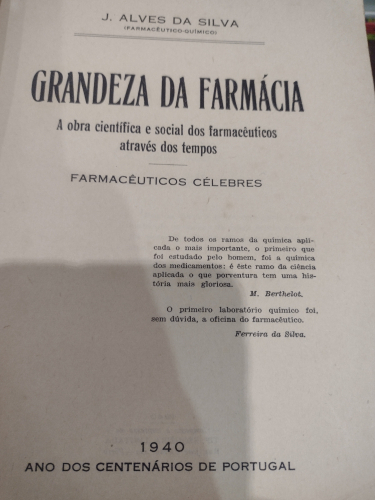 J. ALVES DA SILVA
(FARMACÊUTICO-QUÍMICO)
GRANDEZA DA FARMÁCIA
A obra científica e social dos farmacêuticos
através dos tempos
FARMACÊUTICOS CÉLEBRES
De todos os ramos da química apli-
cada o mais importante, o primeiro que
foi estudado pelo homem, foi a química
dos medicamentos: é êste ramo da ciência
aplicada o que porventura tem uma his-
tória mais gloriosa.
M. Berthelot.
O primeiro laboratório químico foi,
sem dúvida, a oficina do farmacêutico.
Ferreira da Silva.
1940
ANO DOS CENTENÁRIOS DE PORTUGAL